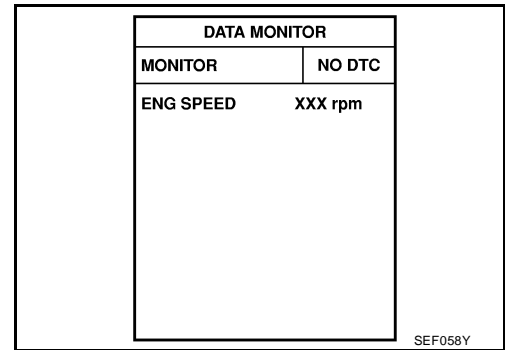 DATA MONITOR
MONITOR NO DTC
ENG SPEED XXX rpm
SEF058Y